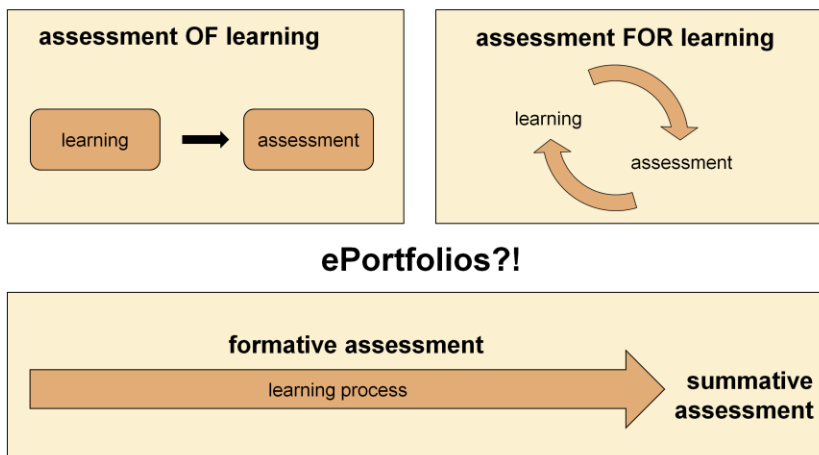 assessment OF learning
learning
assessment
assessment FOR learning
learning
assessment
ePortfolios?!
formative assessment
learning process
summative
assessment